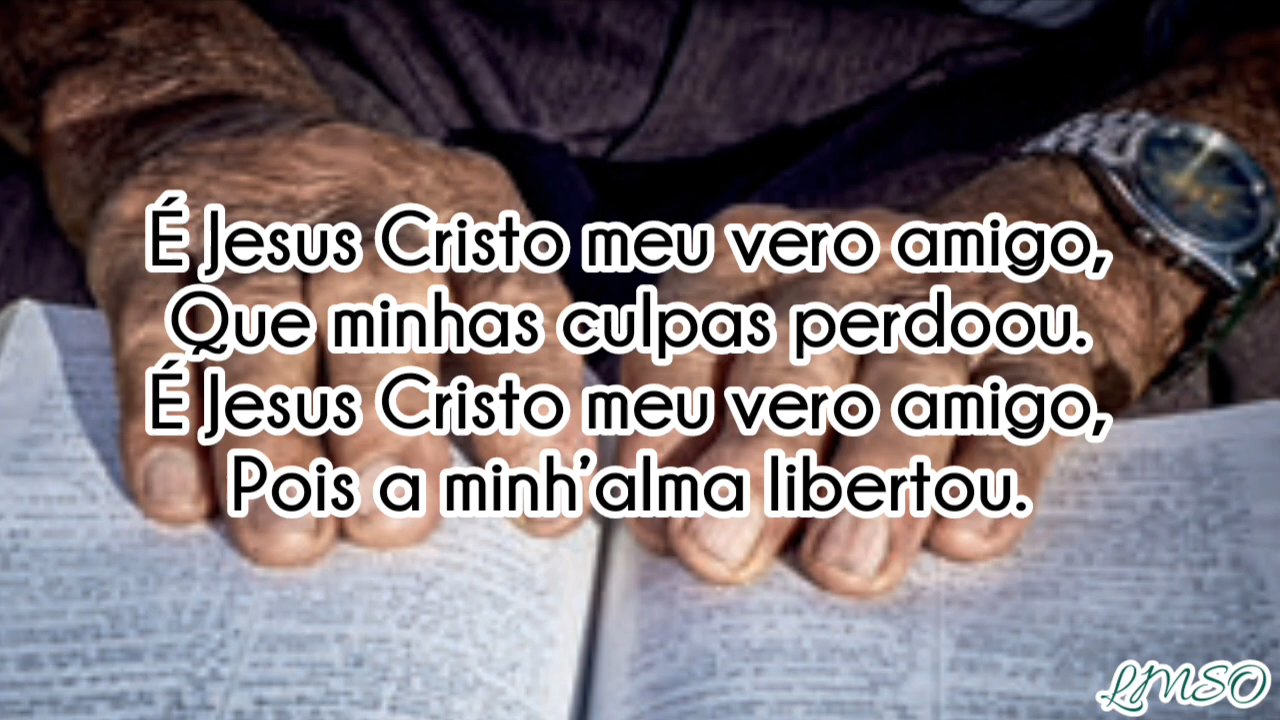 É Jesus Cristo meu vero amigo,
Que minhas culpas perdoou.
É Jesus Cristo meu vero amigo,
Pois a minh’alma libertou.
LMSO